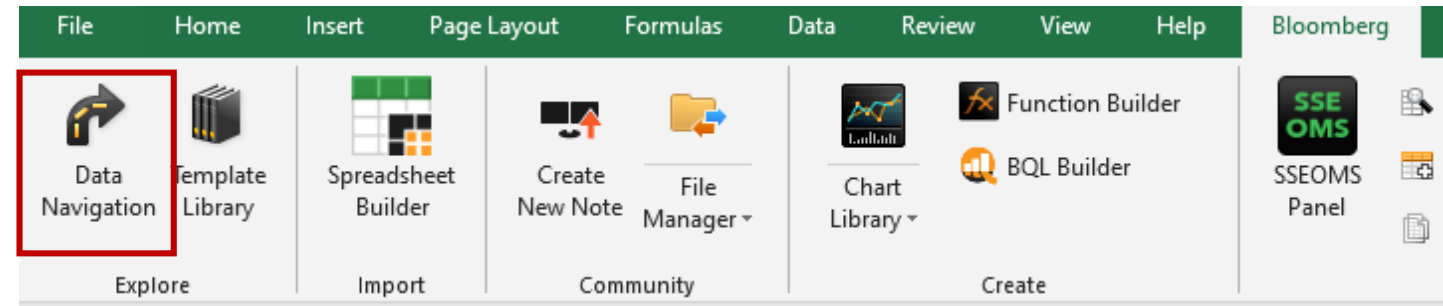 File Home Insert Page Layout Formulas Data Review View Help Bloomberg
Data Navigation
Template Library
Spreadsheet Builder
Create New Note
File Manager
Chart Library
fx Function Builder
BQL Builder
SSE OMS
SSEOMS Panel
Explore Import Community Create